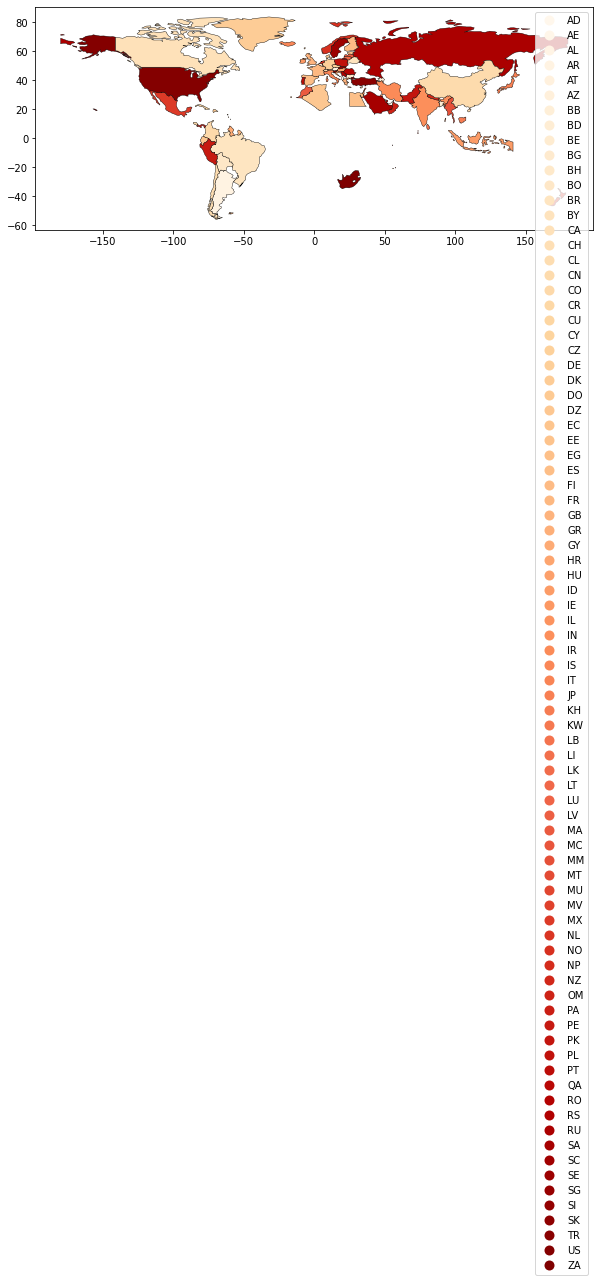 80
60
40
20
0
−20
−40
−60
−150
−100
−50
0
50
100
150
AD
AE
AL
AR
AT
AZ
BB
BD
BE
BG
BH
BO
BR
BY
CA
CH
CL
CN
CO
CR
CU
CY
CZ
DE
DK
DO
DZ
EC
EE
EG
ES
FI
FR
GB
GR
GY
HR
HU
ID
IE
IL
IN
IR
IS
IT
JP
KH
KW
LB
LI
LK
LT
LU
LV
MA
MC
MM
MT
MU
MV
MX
NL
NO
NP
NZ
OM
PA
PE
PK
PL
PT
QA
RO
RS
RU
SA
SC
SE
SG
SI
SK
TR
US
ZA